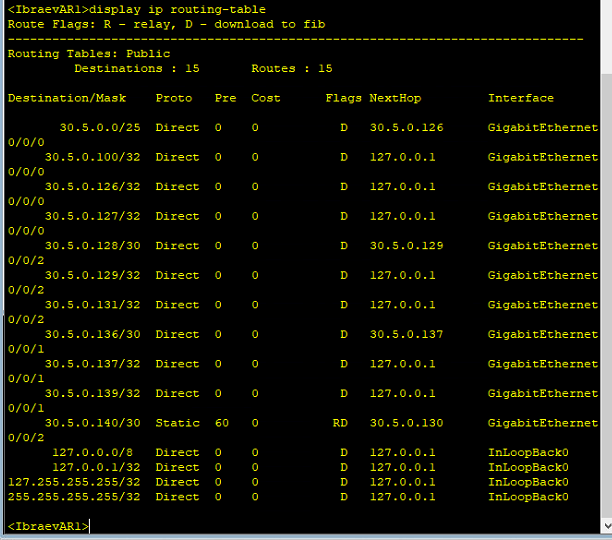 <IbraevAR1>display ip routing-table
Route Flags: R - relay, D - download to fib
------------------------------------------------------------------------------
Routing Tables: Public
         Destinations : 15       Routes : 15

Destination/Mask    Proto   Pre  Cost      Flags NextHop         Interface

       30.5.0.0/25  Direct  0    0           D   30.5.0.126      GigabitEthernet
0/0/0
     30.5.0.100/32  Direct  0    0           D   127.0.0.1       GigabitEthernet
0/0/0
     30.5.0.126/32  Direct  0    0           D   127.0.0.1       GigabitEthernet
0/0/0
     30.5.0.127/32  Direct  0    0           D   127.0.0.1       GigabitEthernet
0/0/0
     30.5.0.128/30  Direct  0    0           D   30.5.0.129      GigabitEthernet
0/0/2
     30.5.0.129/32  Direct  0    0           D   127.0.0.1       GigabitEthernet
0/0/2
     30.5.0.131/32  Direct  0    0           D   127.0.0.1       GigabitEthernet
0/0/2
     30.5.0.136/30  Direct  0    0           D   30.5.0.137      GigabitEthernet
0/0/1
     30.5.0.137/32  Direct  0    0           D   127.0.0.1       GigabitEthernet
0/0/1
     30.5.0.139/32  Direct  0    0           D   127.0.0.1       GigabitEthernet
0/0/1
     30.5.0.140/30  Static  60   0          RD   30.5.0.130      GigabitEthernet
0/0/2
      127.0.0.0/8   Direct  0    0           D   127.0.0.1       InLoopBack0
      127.0.0.1/32  Direct  0    0           D   127.0.0.1       InLoopBack0
127.255.255.255/32  Direct  0    0           D   127.0.0.1       InLoopBack0
255.255.255.255/32  Direct  0    0           D   127.0.0.1       InLoopBack0

<IbraevAR1>